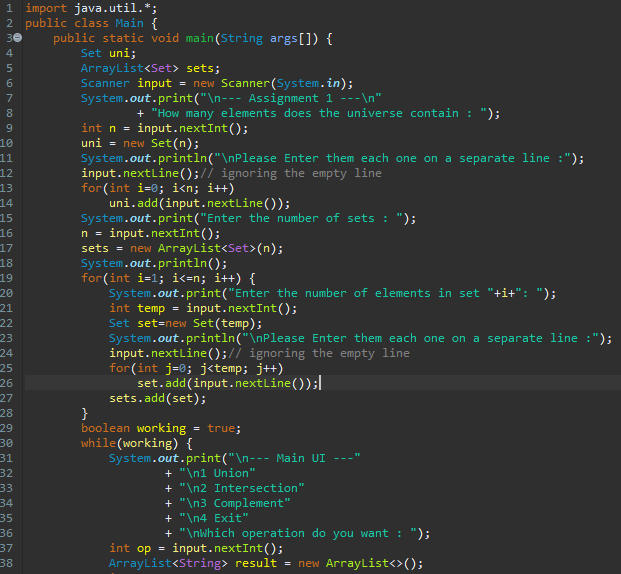 1 import java.util.*;
2 public class Main {
3 public static void main(String args[]) {
4 Set uni;
5 ArrayList<Set> sets;
6 Scanner input = new Scanner(System.in);
7 System.out.print("\n--- Assignment 1 ---\n"
8 + "How many elements does the universe contain : ");
9 int n = input.nextInt();
10 uni = new Set(n);
11 System.out.println("\nPlease Enter them each one on a separate line :");
12 input.nextLine();// ignoring the empty line
13 for(int i=0; i<n; i++)
14 uni.add(input.nextLine());
15 System.out.print("Enter the number of sets : ");
16 n = input.nextInt();
17 sets = new ArrayList<Set>(n);
18 System.out.println();
19 for(int i=1; i<=n; i++) {
20 System.out.print("Enter the number of elements in set "+i+": ");
21 int temp = input.nextInt();
22 Set set=new Set(temp);
23 System.out.println("\nPlease Enter them each one on a separate line :");
24 input.nextLine();// ignoring the empty line
25 for(int j=0; j<temp; j++)
26 set.add(input.nextLine());
27 sets.add(set);
28 }
29 boolean working = true;
30 while(working) {
31 System.out.print("\n--- Main UI ---"
32 + "\n1 Union"
33 + "\n2 Intersection"
34 + "\n3 Complement"
35 + "\n4 Exit"
36 + "\nWhich operation do you want : ");
37 int op = input.nextInt();
38 ArrayList<String> result = new ArrayList<>();